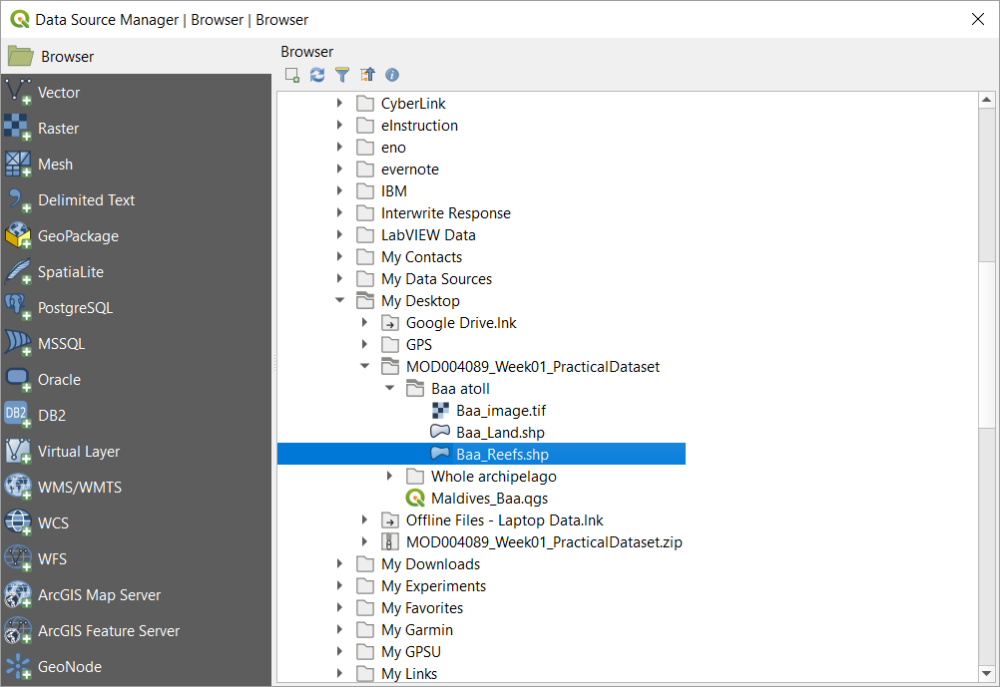 Data Source Manager | Browser | Browser
Browser
Vector
Raster
Mesh
Delimited Text
GeoPackage
SpatiaLite
PostgreSQL
MSSQL
Oracle
DB2
DB2
Virtual Layer
WMS/WMTS
WCS
WFS
ArcGIS Map Server
ArcGIS Feature Server
GeoNode
Browser
CyberLink
eInstruction
eno
evernote
IBM
Interwrite Response
LabVIEW Data
My Contacts
My Data Sources
My Desktop
Google Drive.lnk
GPS
MOD004089_Week01_PracticalDataset
Baa atoll
Baa_image.tif
Baa_Land.shp
Baa_Reefs.shp
Whole archipelago
Maldives_Baa.qgs
Offline Files - Laptop Data.lnk
MOD004089_Week01_PracticalDataset.zip
My Downloads
My Experiments
My Favorites
My Garmin
My GPSU
My Links